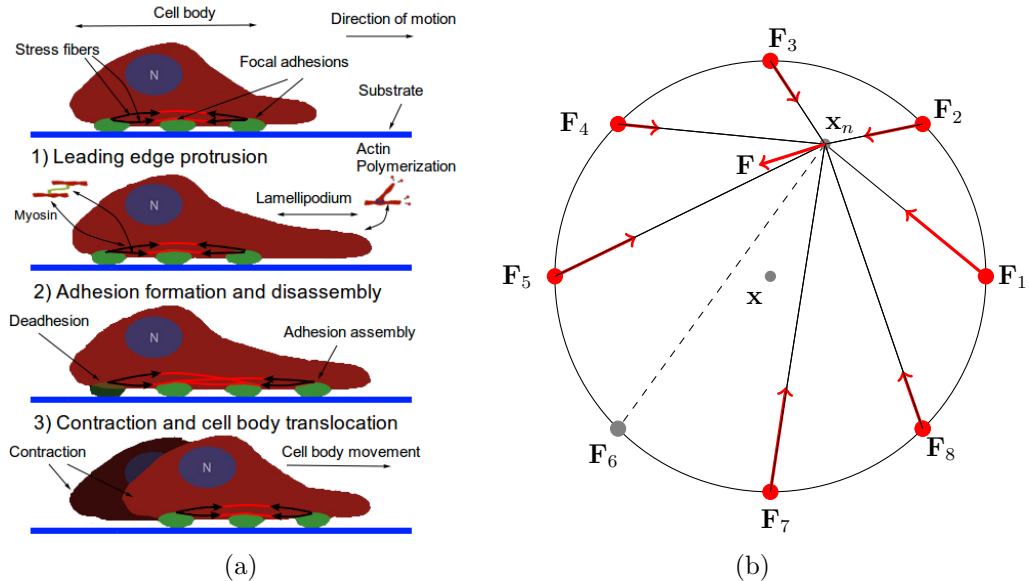 Cell body
Direction of motion
Stress fibers
Focal adhesions
N
Substrate
1) Leading edge protrusion
Actin
Polymerization
Lamellipodium
N
Myosin
2) Adhesion formation and disassembly
Deadhesion
Adhesion assembly
N
3) Contraction and cell body translocation
Contraction
Cell body movement
N
(a)
F₃
F₄
F₂
xₙ
F
F₅
F₁
x
F₆
F₈
F₇
(b)